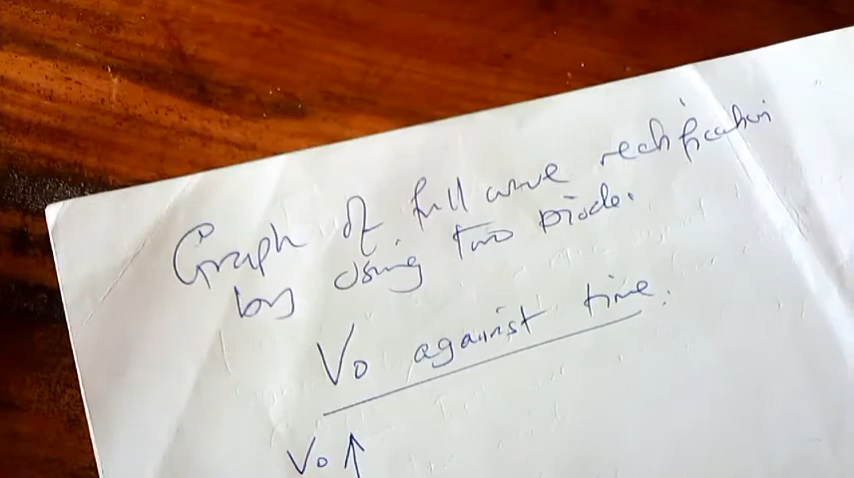 Graph of full wave rectification
by using two Diode.
Vo against time.
Vo